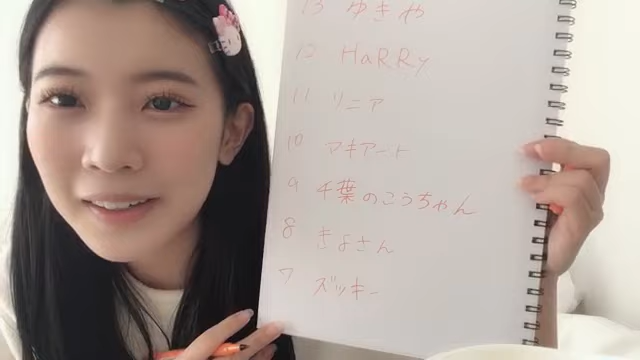 13 ゆきや
12 HaRRy
11 リニア
10 アキアート
9 千葉のこうちゃん
8 きよさん
7 ズッキー